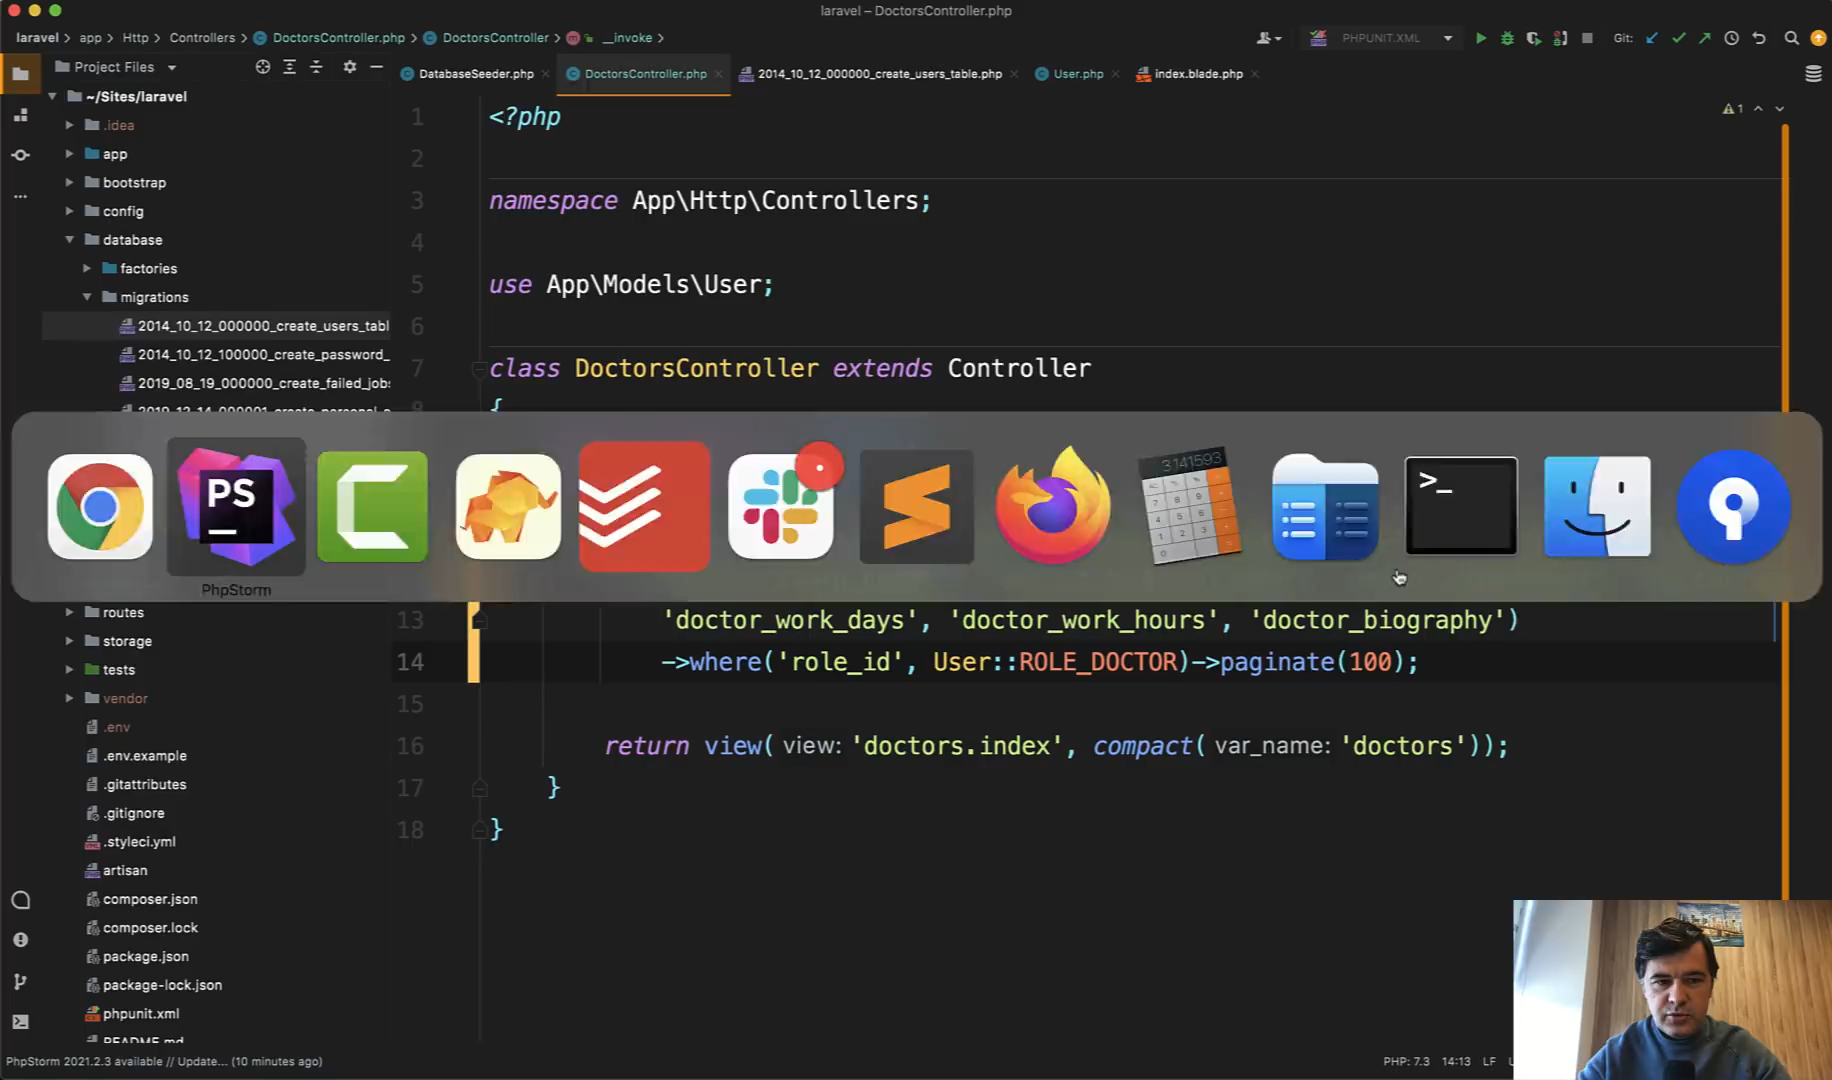 laravel – DoctorsController.php
laravel
app
Http
Controllers
DoctorsController.php
DoctorsController
__invoke
PHPUNIT.XML
Git:
Project Files
DatabaseSeeder.php
DoctorsController.php
2014_10_12_000000_create_users_table.php
User.php
index.blade.php
~/Sites/laravel
.idea
app
bootstrap
config
database
factories
migrations
2014_10_12_000000_create_users_tabl
2014_10_12_100000_create_password_
2019_08_19_000000_create_failed_jobs
routes
storage
tests
vendor
.env
.env.example
.gitattributes
.gitignore
.styleci.yml
artisan
composer.json
composer.lock
package.json
package-lock.json
phpunit.xml
README.md
1 <?php
2
3 namespace App\Http\Controllers;
4
5 use App\Models\User;
6
7 class DoctorsController extends Controller
8 {
PS
3141593
>_
PhpStorm
13 'doctor_work_days', 'doctor_work_hours', 'doctor_biography')
14 ->where('role_id', User::ROLE_DOCTOR)->paginate(100);
15
16 return view( view: 'doctors.index', compact( var_name: 'doctors'));
17 }
18 }
1
PhpStorm 2021.2.3 available // Update... (10 minutes ago)
PHP: 7.3
14:13
LF